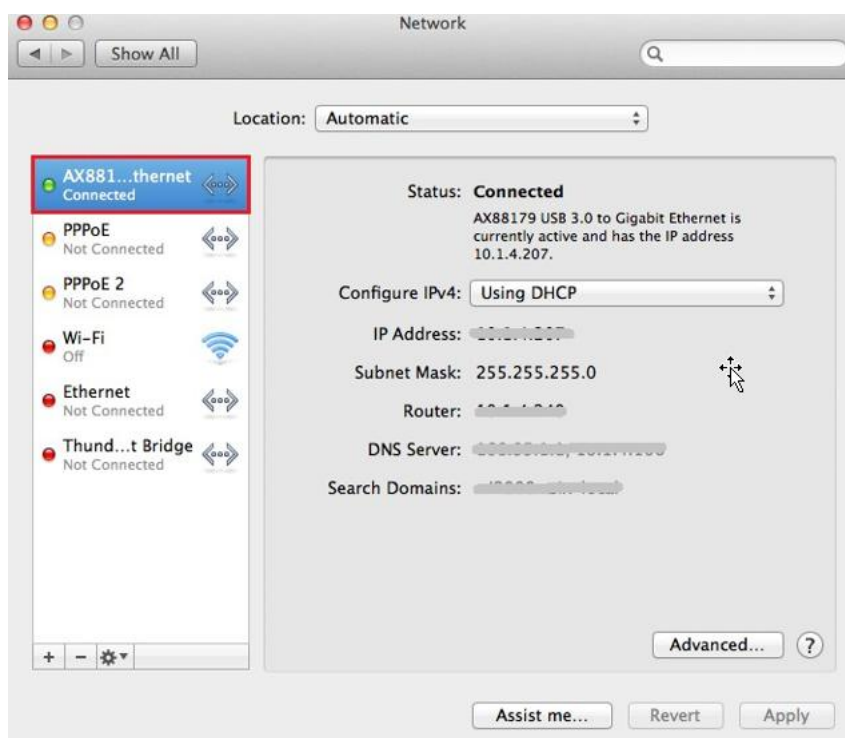 Network
Show All
Location: Automatic
AX881...thernet
Connected
PPPoE
Not Connected
PPPoE 2
Not Connected
Wi-Fi
Off
Ethernet
Not Connected
Thund...t Bridge
Not Connected
Status: Connected
AX88179 USB 3.0 to Gigabit Ethernet is
currently active and has the IP address
10.1.4.207.
Configure IPv4: Using DHCP
IP Address:
Subnet Mask: 255.255.255.0
Router:
DNS Server:
Search Domains:
+ −
Advanced... ?
Assist me... Revert Apply